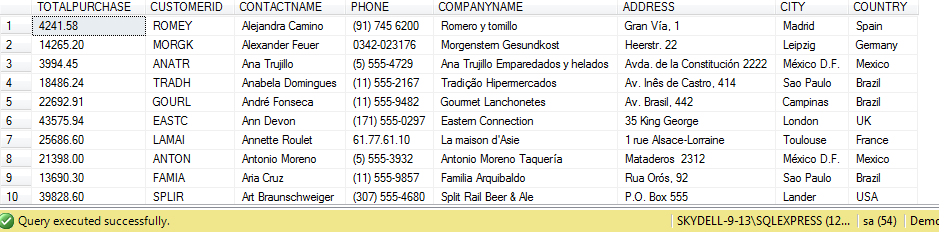 TOTALPURCHASE CUSTOMERID CONTACTNAME PHONE COMPANYNAME ADDRESS CITY COUNTRY
1 4241.58 ROMEY Alejandra Camino (91) 745 6200 Romero y tomillo Gran Vía, 1 Madrid Spain
2 14265.20 MORGK Alexander Feuer 0342-023176 Morgenstern Gesundkost Heerstr. 22 Leipzig Germany
3 3994.45 ANATR Ana Trujillo (5) 555-4729 Ana Trujillo Emparedados y helados Avda. de la Constitución 2222 México D.F. Mexico
4 18486.24 TRADH Anabela Domingues (11) 555-2167 Tradição Hipermercados Av. Inês de Castro, 414 Sao Paulo Brazil
5 22692.91 GOURL André Fonseca (11) 555-9482 Gourmet Lanchonetes Av. Brasil, 442 Campinas Brazil
6 43575.94 EASTC Ann Devon (171) 555-0297 Eastern Connection 35 King George London UK
7 25686.60 LAMAI Annette Roulet 61.77.61.10 La maison d'Asie 1 rue Alsace-Lorraine Toulouse France
8 21398.00 ANTON Antonio Moreno (5) 555-3932 Antonio Moreno Taquería Mataderos 2312 México D.F. Mexico
9 13690.30 FAMIA Aria Cruz (11) 555-9857 Familia Arquibaldo Rua Orós, 92 Sao Paulo Brazil
10 39828.60 SPLIR Art Braunschweiger (307) 555-4680 Split Rail Beer & Ale P.O. Box 555 Lander USA
Query executed successfully. SKYDELL-9-13\SQLEXPRESS (12... sa (54) Demo